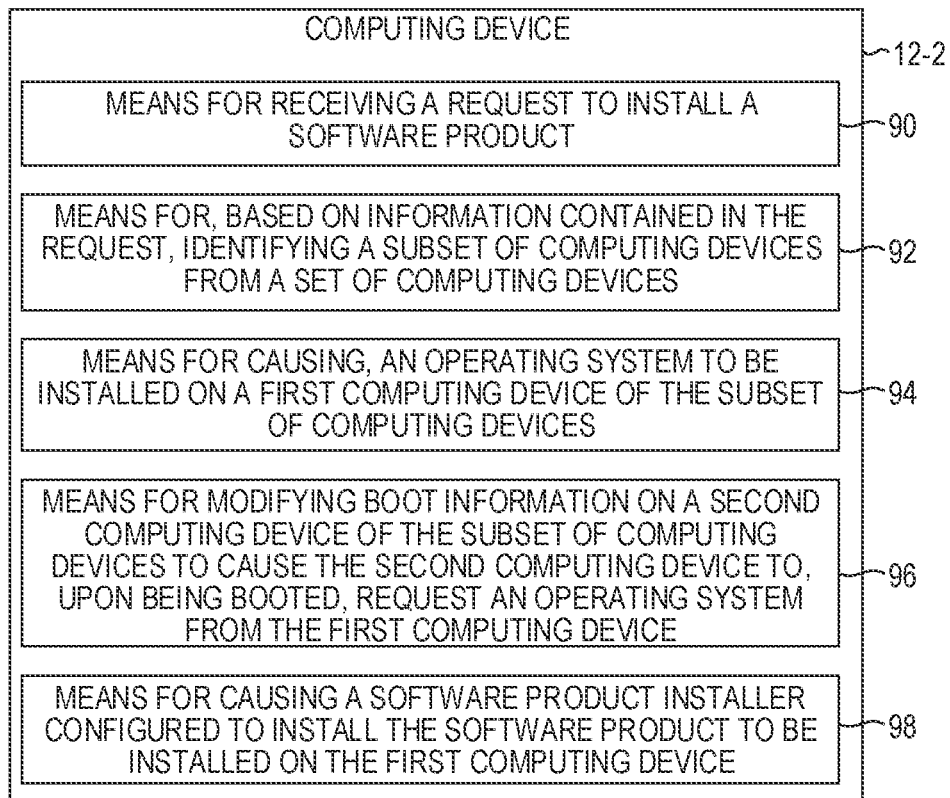 COMPUTING DEVICE
12-2
MEANS FOR RECEIVING A REQUEST TO INSTALL A
SOFTWARE PRODUCT
90
MEANS FOR, BASED ON INFORMATION CONTAINED IN THE
REQUEST, IDENTIFYING A SUBSET OF COMPUTING DEVICES
FROM A SET OF COMPUTING DEVICES
92
MEANS FOR CAUSING, AN OPERATING SYSTEM TO BE
INSTALLED ON A FIRST COMPUTING DEVICE OF THE SUBSET
OF COMPUTING DEVICES
94
MEANS FOR MODIFYING BOOT INFORMATION ON A SECOND
COMPUTING DEVICE OF THE SUBSET OF COMPUTING
DEVICES TO CAUSE THE SECOND COMPUTING DEVICE TO,
UPON BEING BOOTED, REQUEST AN OPERATING SYSTEM
FROM THE FIRST COMPUTING DEVICE
96
MEANS FOR CAUSING A SOFTWARE PRODUCT INSTALLER
CONFIGURED TO INSTALL THE SOFTWARE PRODUCT TO BE
INSTALLED ON THE FIRST COMPUTING DEVICE
98